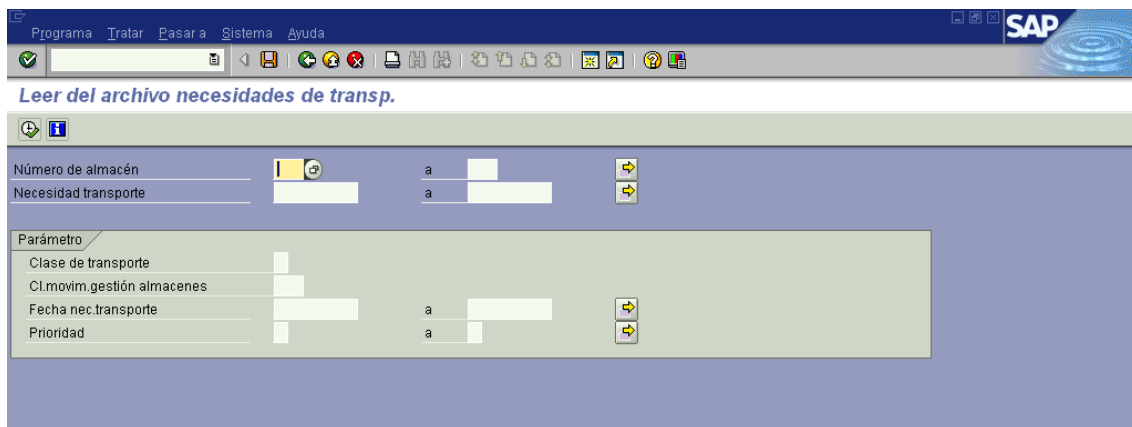 Programa Tratar Pasar a Sistema Ayuda
SAP
Leer del archivo necesidades de transp.
Número de almacén a
Necesidad transporte a
Parámetro
Clase de transporte
Cl.movim.gestión almacenes
Fecha nec.transporte a
Prioridad a